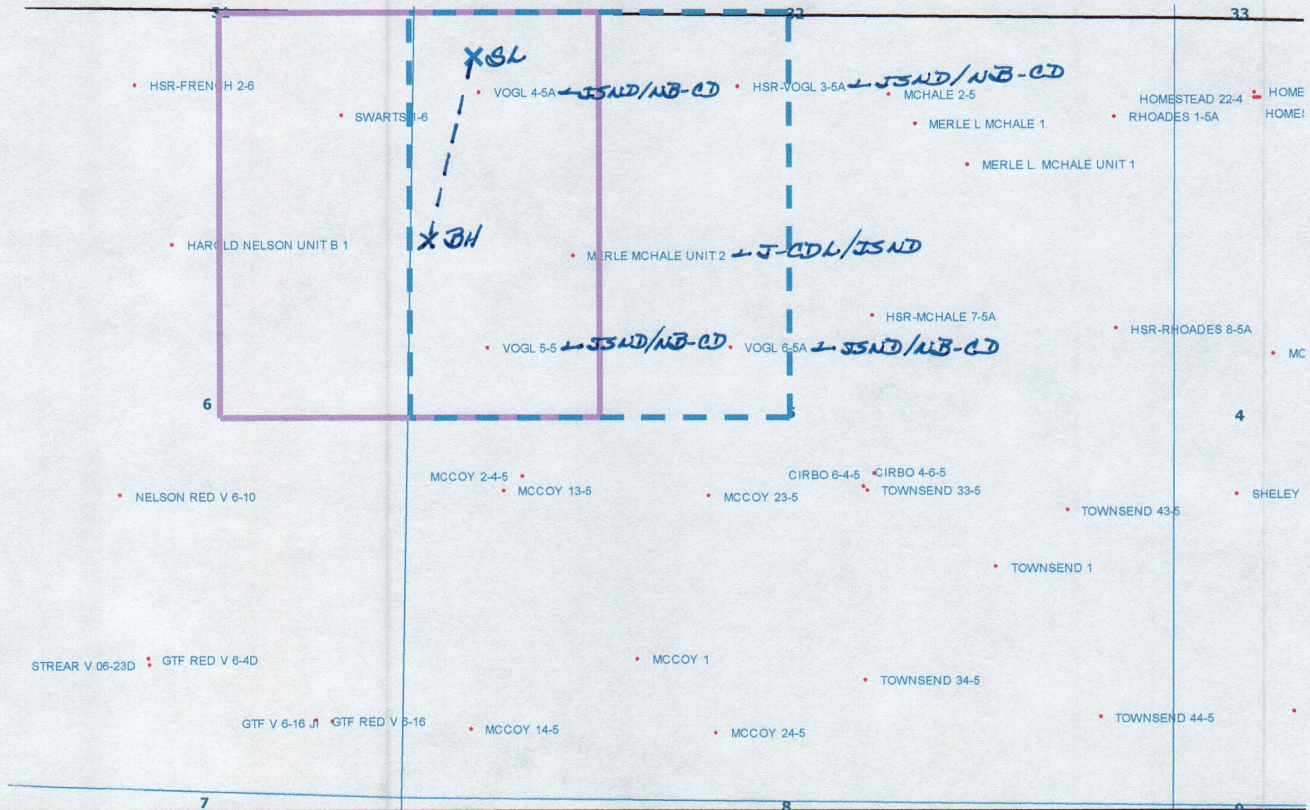 33
HSR-FRENCH 2-6
SL
VOGL 4-5A JSND/NB-CD
HSR-VOGL 3-5A JSND/NB-CD
MCHALE 2-5
HOMESTEAD 22-4
HOME
HOMES
SWARTS 1-6
MERLE L MCHALE 1
RHOADES 1-5A
MERLE L. MCHALE UNIT 1
HAROLD NELSON UNIT B 1
BH
MERLE MCHALE UNIT 2 J-CDL/JSND
HSR-MCHALE 7-5A
HSR-RHOADES 8-5A
VOGL 5-5 JSND/NB-CD
VOGL 6-5A JSND/NB-CD
MC
6
4
MCCOY 2-4-5
MCCOY 13-5
MCCOY 23-5
CIRBO 6-4-5
CIRBO 4-6-5
TOWNSEND 33-5
NELSON RED V 6-10
SHELEY
TOWNSEND 43-5
TOWNSEND 1
STREAR V 06-23D
GTF RED V 6-4D
MCCOY 1
TOWNSEND 34-5
GTF V 6-16 JI
GTF RED V 6-16
MCCOY 14-5
MCCOY 24-5
TOWNSEND 44-5
7
8